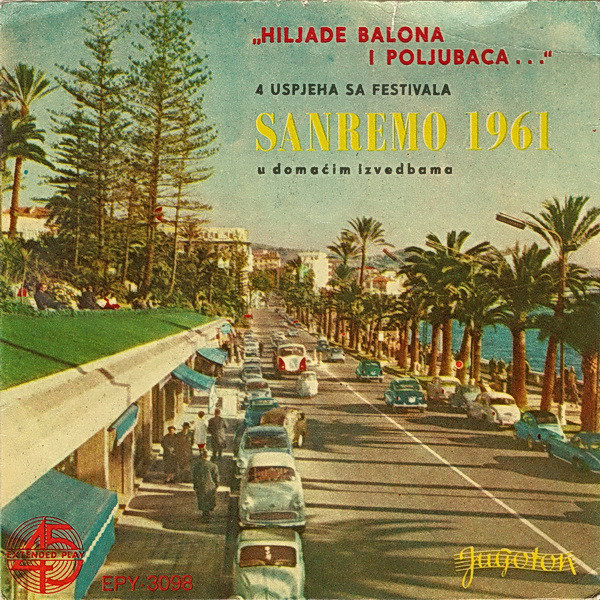 „HILJADE BALONA
I POLJUBACA..."
4 USPJEHA SA FESTIVALA
SANREMO 1961
u domaćim izvedbama
45
EXTENDED PLAY
EPY-3098
Jugoton